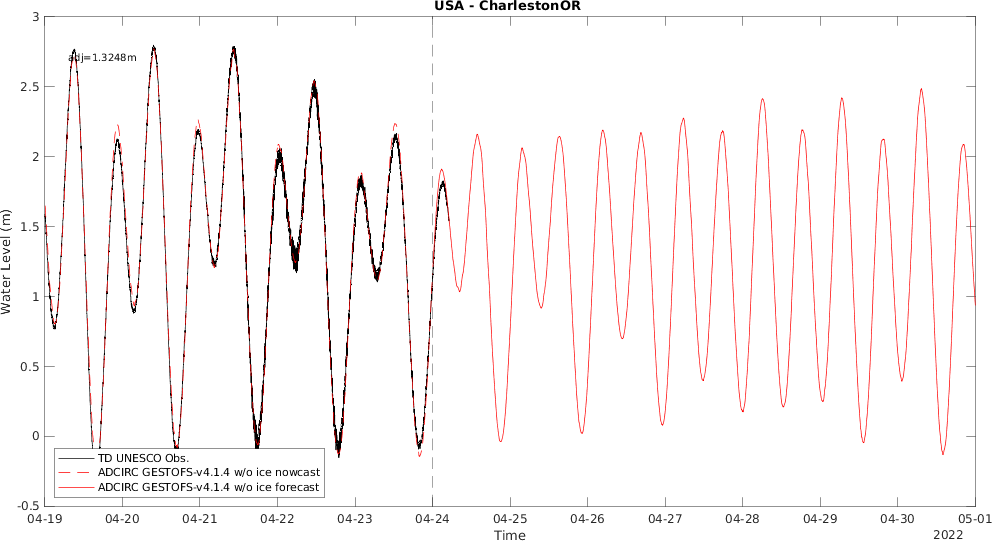 USA - CharlestonOR
adj=1.3248m
Water Level (m)
3
2.5
2
1.5
1
0.5
0
-0.5
TD UNESCO Obs.
ADCIRC GESTOFS-v4.1.4 w/o ice nowcast
ADCIRC GESTOFS-v4.1.4 w/o ice forecast
04-19 04-20 04-21 04-22 04-23 04-24 04-25 04-26 04-27 04-28 04-29 04-30 05-01
Time
2022